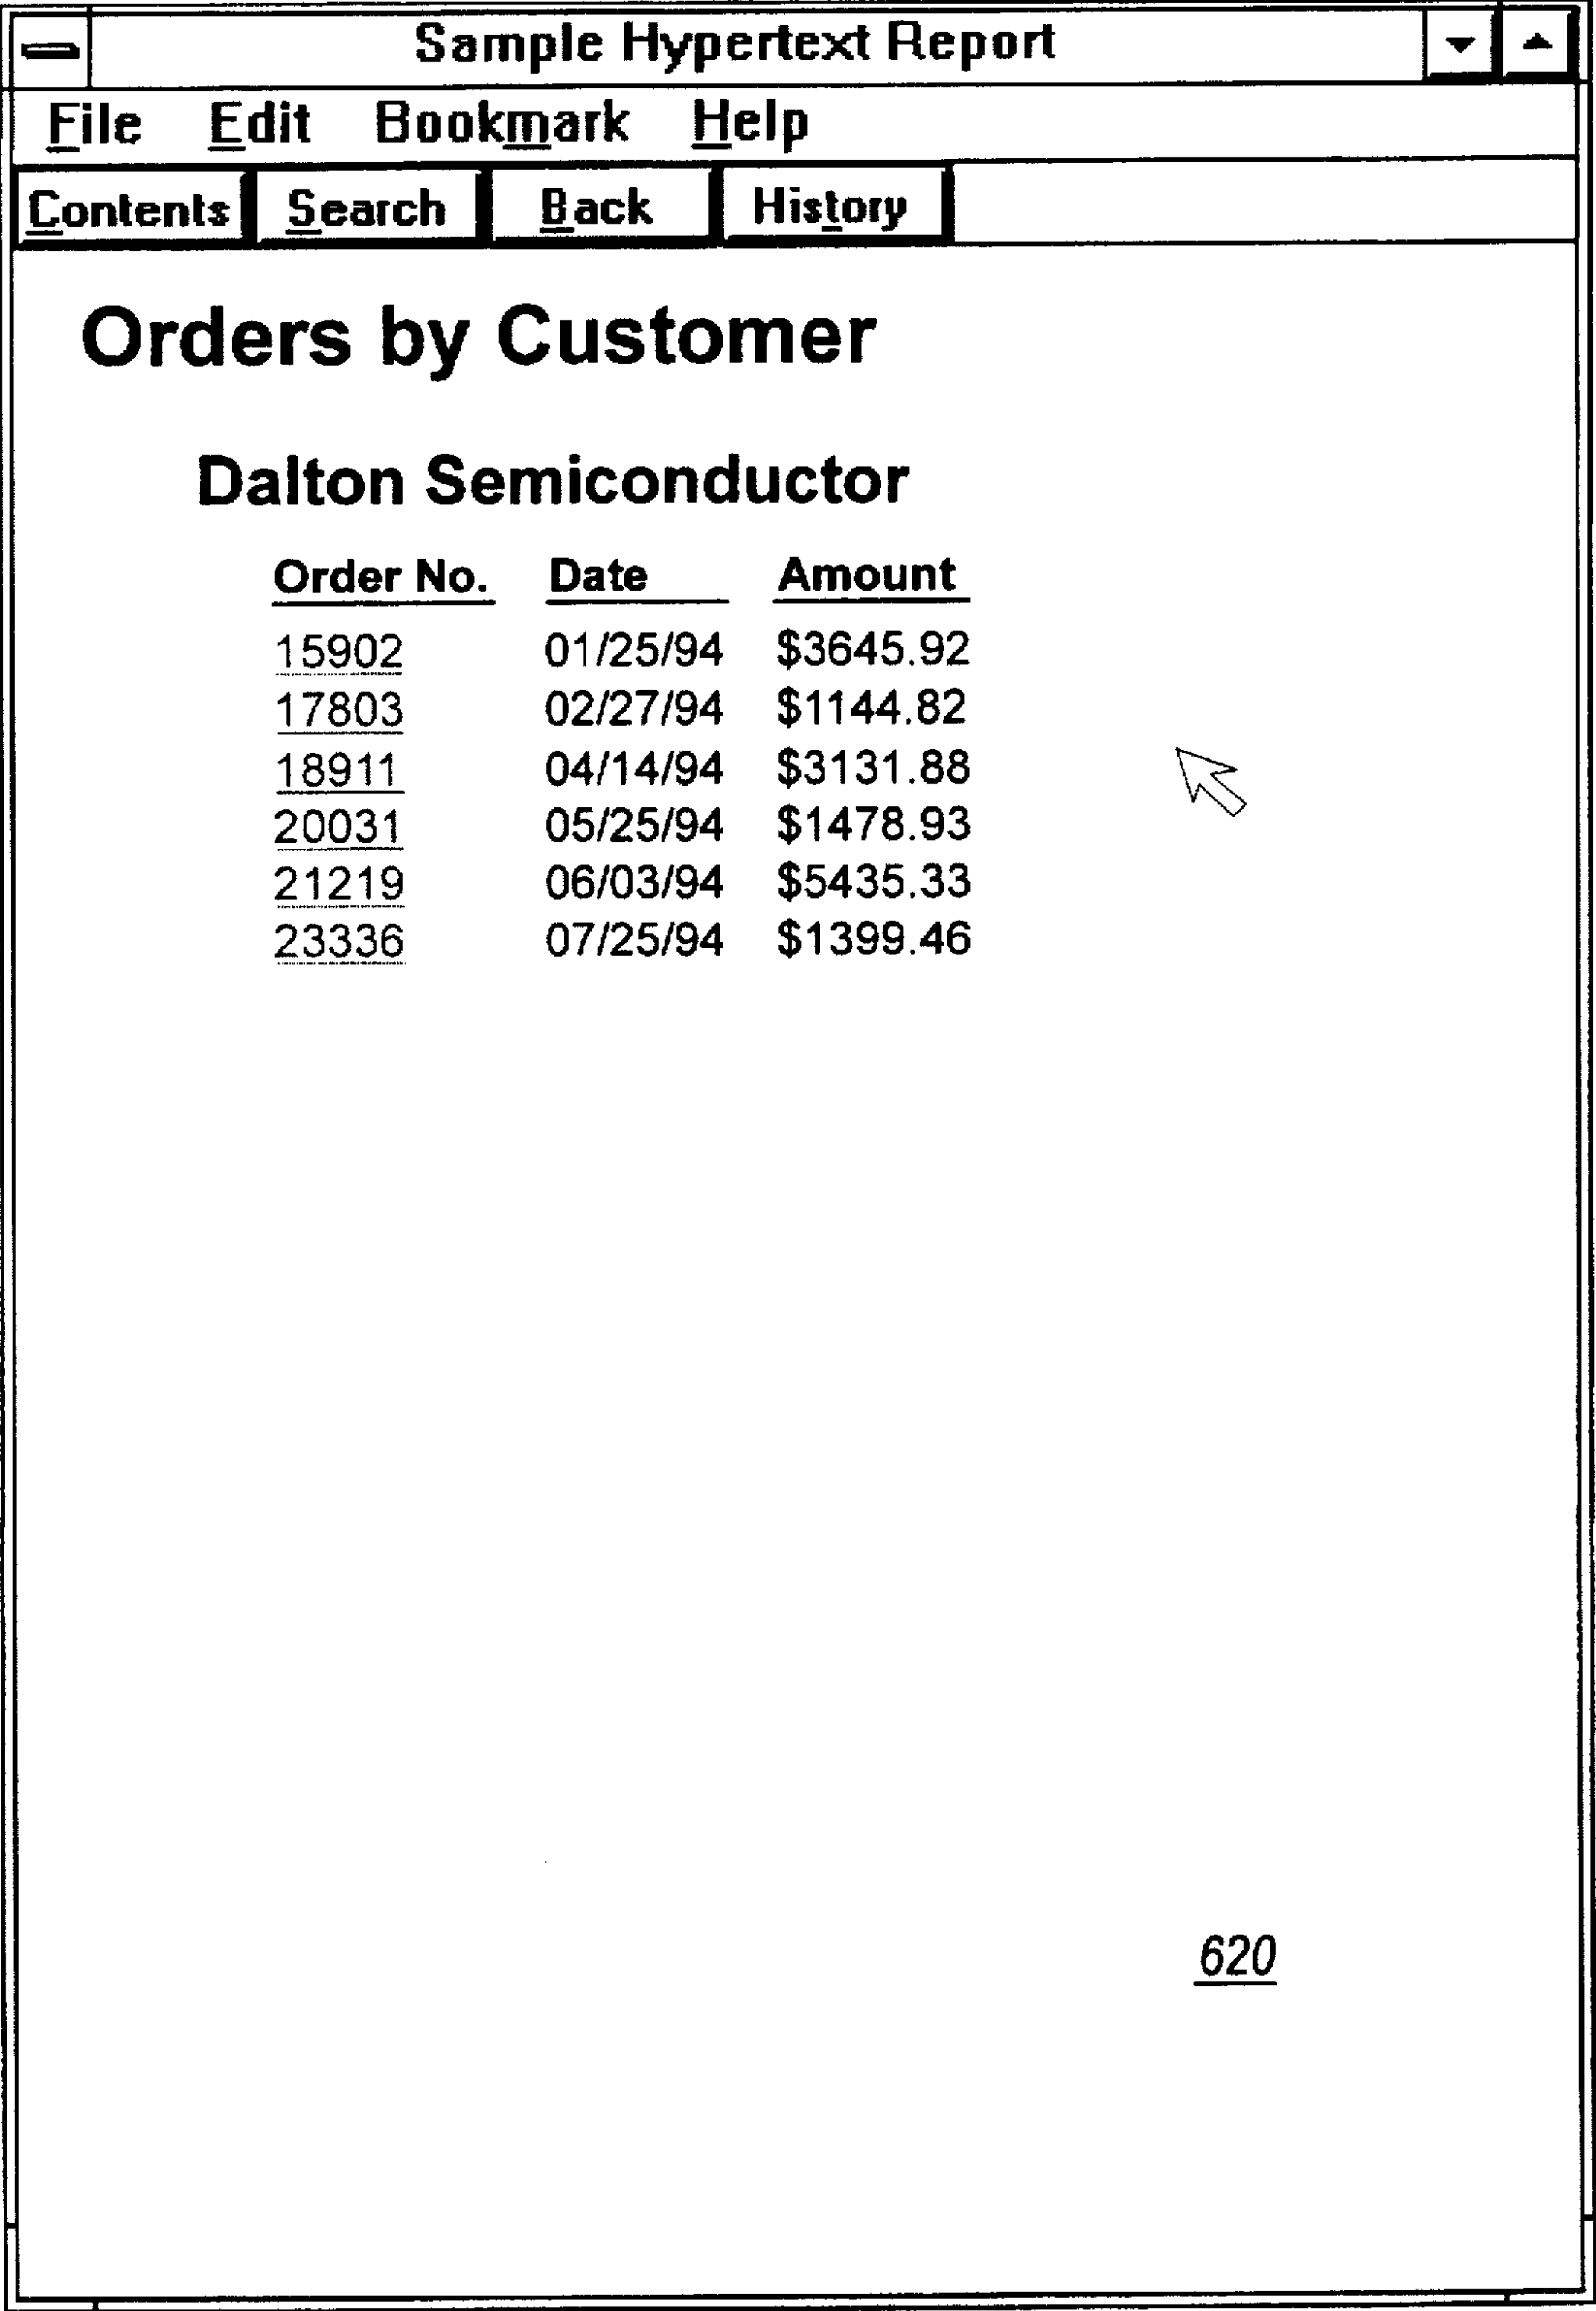 Sample Hypertext Report
File Edit Bookmark Help
Contents Search Back History
Orders by Customer
Dalton Semiconductor
Order No. Date Amount
15902 01/25/94 $3645.92
17803 02/27/94 $1144.82
18911 04/14/94 $3131.88
20031 05/25/94 $1478.93
21219 06/03/94 $5435.33
23336 07/25/94 $1399.46
620